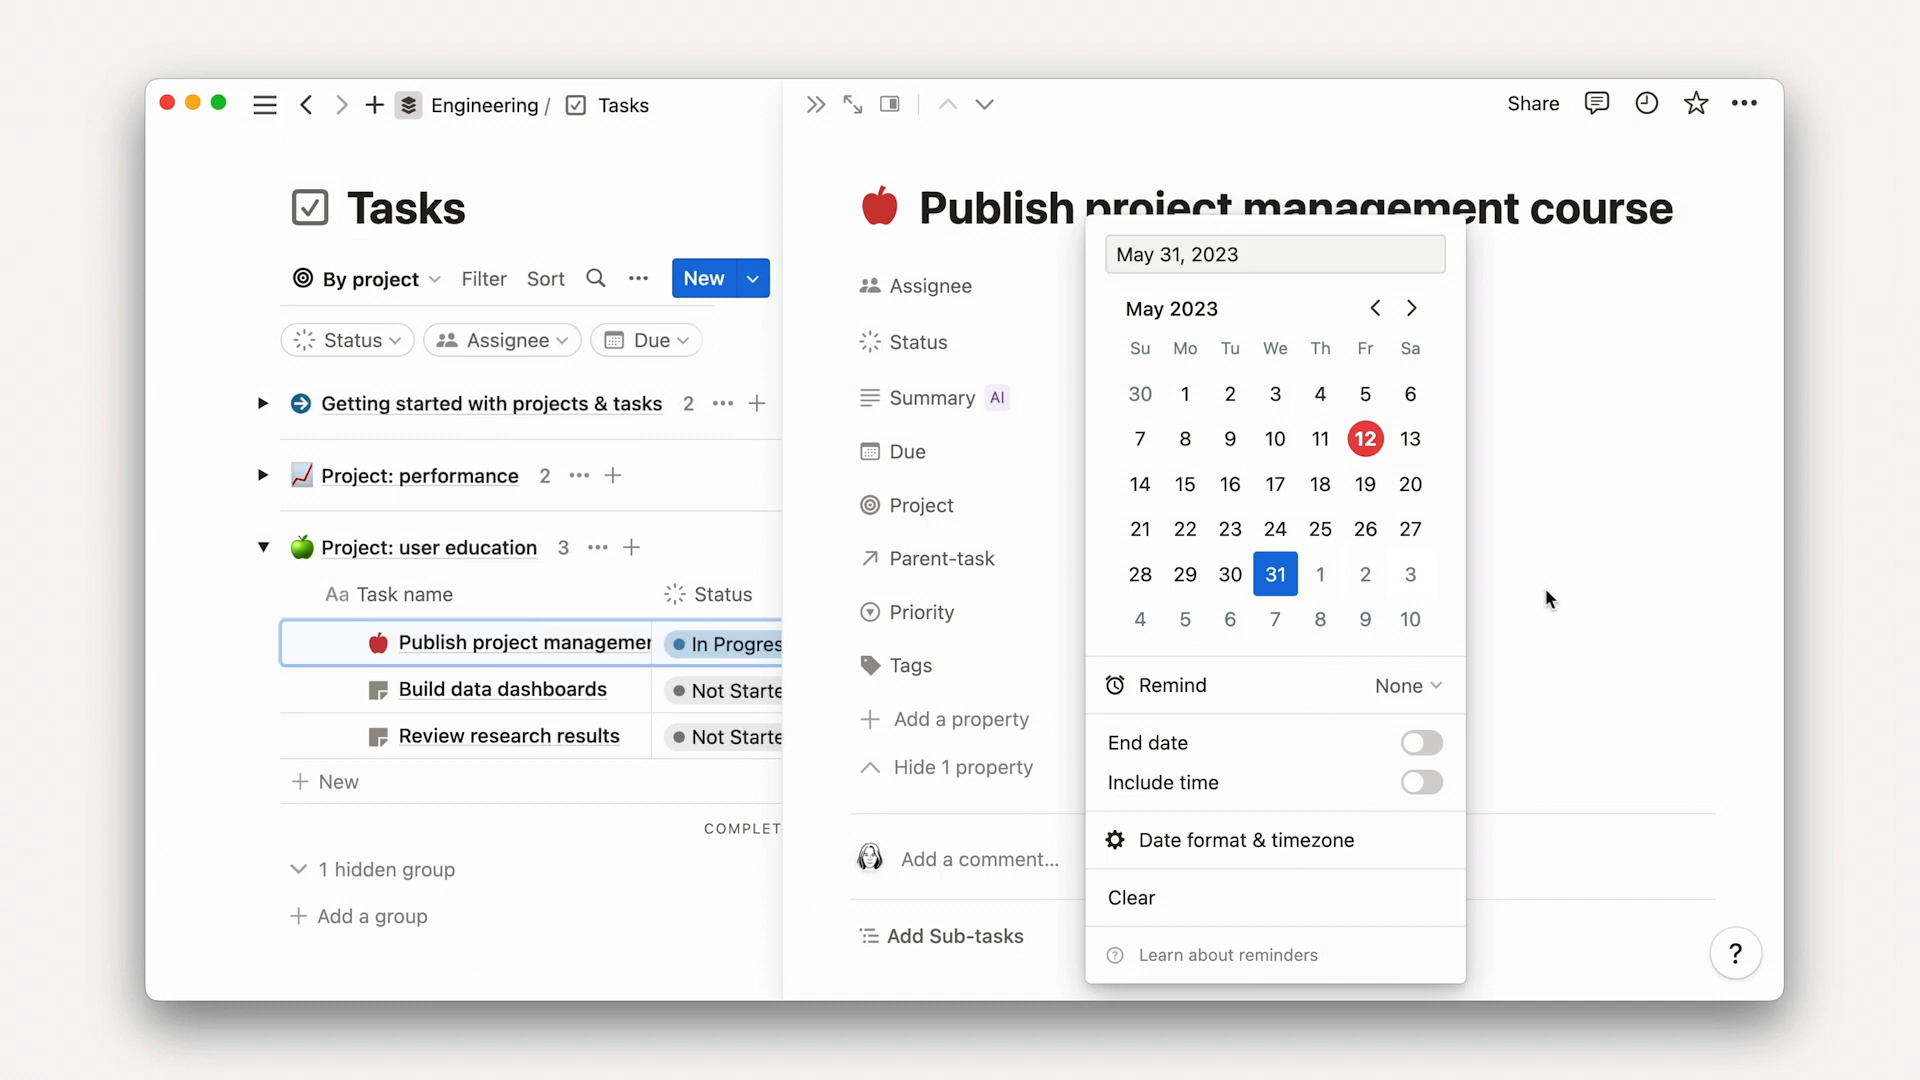 Engineering / Tasks
Tasks
By project Filter Sort New
Status Assignee Due
Getting started with projects & tasks 2
Project: performance 2
Project: user education 3
Aa Task name Status
Publish project managemen In Progres
Build data dashboards Not Starte
Review research results Not Starte
New
COMPLET
1 hidden group
Add a group
Share
Publish project management course
Assignee
Status
Summary AI
Due
Project
Parent-task
Priority
Tags
Add a property
Hide 1 property
Add a comment...
Add Sub-tasks
May 31, 2023
May 2023
Su Mo Tu We Th Fr Sa
30 1 2 3 4 5 6
7 8 9 10 11 12 13
14 15 16 17 18 19 20
21 22 23 24 25 26 27
28 29 30 31 1 2 3
4 5 6 7 8 9 10
Remind None
End date
Include time
Date format & timezone
Clear
? Learn about reminders
?